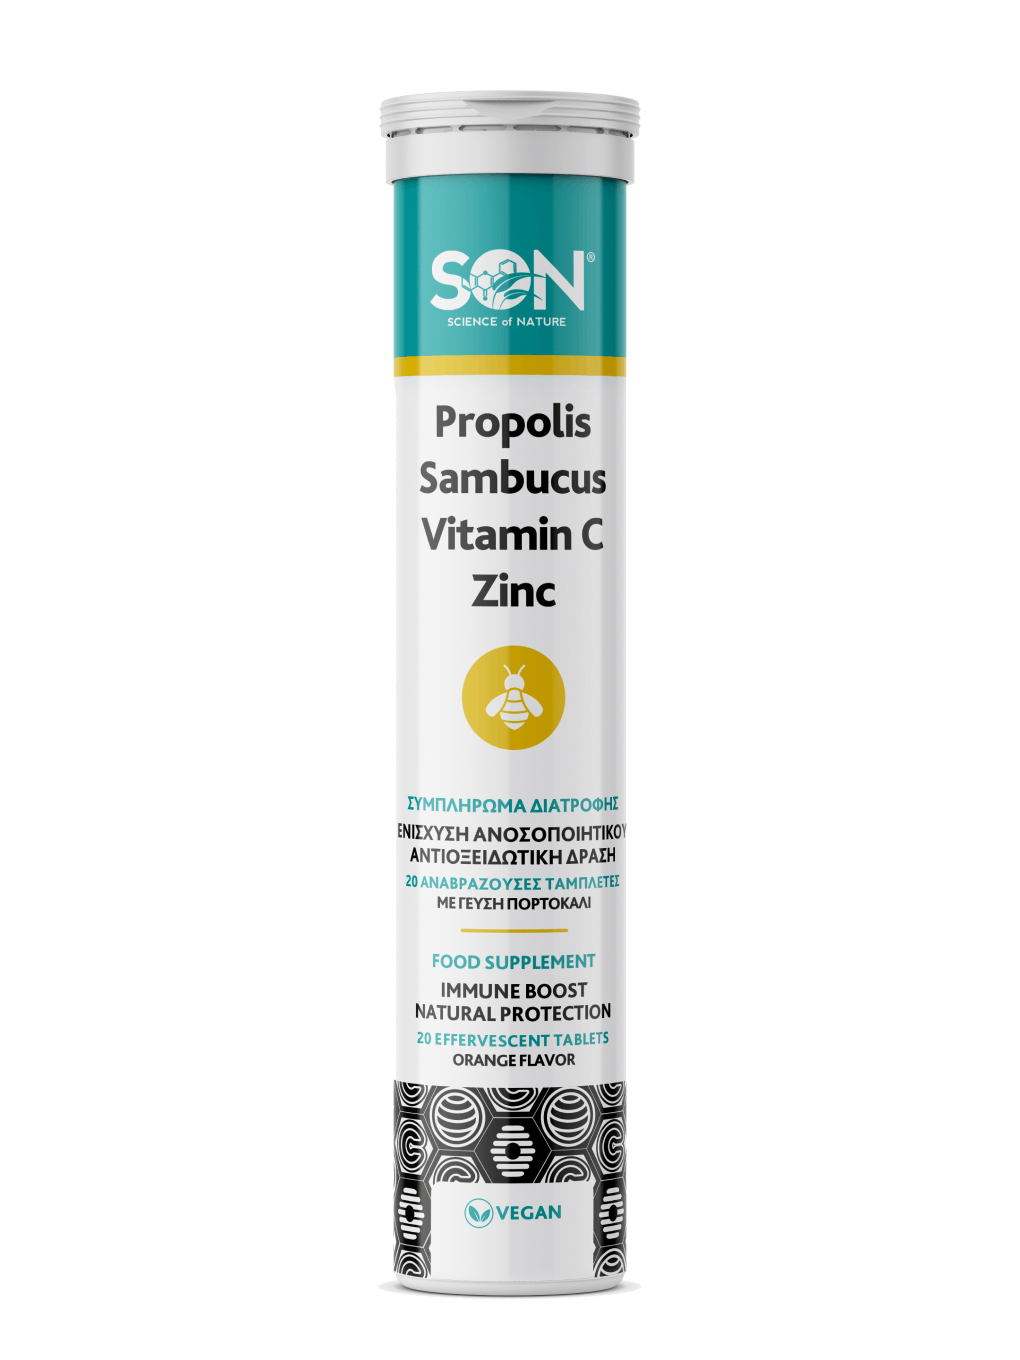 SON®
SCIENCE of NATURE
Propolis
Sambucus
Vitamin C
Zinc
ΣΥΜΠΛΗΡΩΜΑ ΔΙΑΤΡΟΦΗΣ
ΕΝΙΣΧΥΣΗ ΑΝΟΣΟΠΟΙΗΤΙΚΟΥ
ΑΝΤΙΟΞΕΙΔΩΤΙΚΗ ΔΡΑΣΗ
20 ΑΝΑΒΡΑΖΟΥΣΕΣ ΤΑΜΠΛΕΤΕΣ
ΜΕ ΓΕΥΣΗ ΠΟΡΤΟΚΑΛΙ
FOOD SUPPLEMENT
IMMUNE BOOST
NATURAL PROTECTION
20 EFFERVESCENT TABLETS
ORANGE FLAVOR
VEGAN